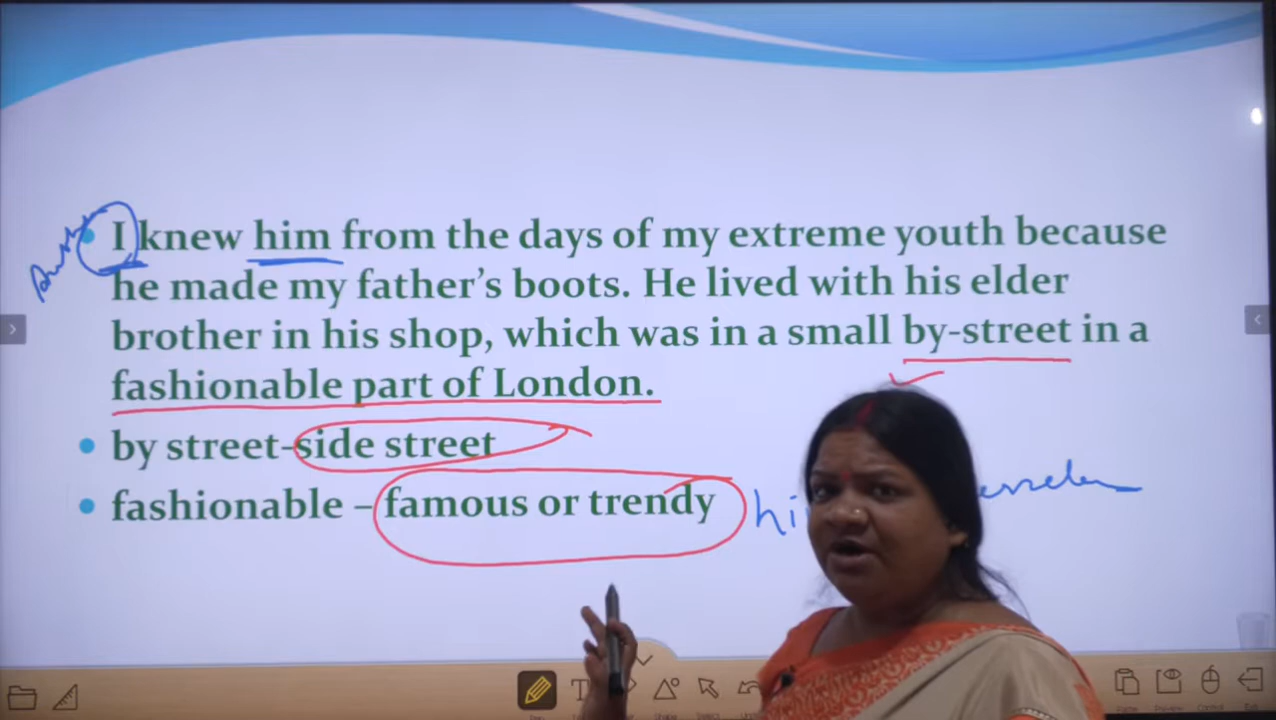 I knew him from the days of my extreme youth because
he made my father's boots. He lived with his elder
brother in his shop, which was in a small by-street in a
fashionable part of London.
by street-side street
fashionable – famous or trendy
hi